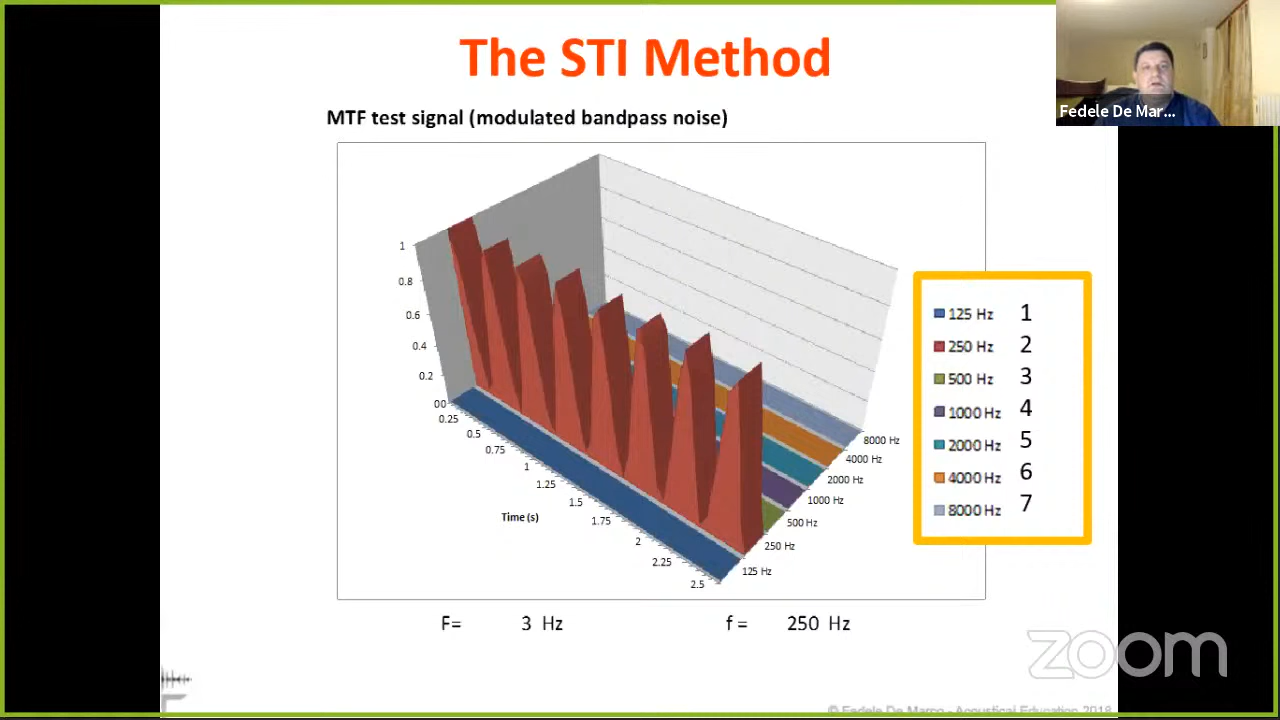 The STI Method
Fedele De Mar...
MTF test signal (modulated bandpass noise)
1
0.8
0.6
0.4
0.2
00
0.25
0.5
0.75
1
1.25
1.5
1.75
2
2.25
2.5
Time (s)
8000 Hz
4000 Hz
2000 Hz
1000 Hz
500 Hz
250 Hz
125 Hz
125 Hz 1
250 Hz 2
500 Hz 3
1000 Hz 4
2000 Hz 5
4000 Hz 6
8000 Hz 7
F= 3 Hz f = 250 Hz
zoom
© Fedele De Marco - Acoustical Education 2018